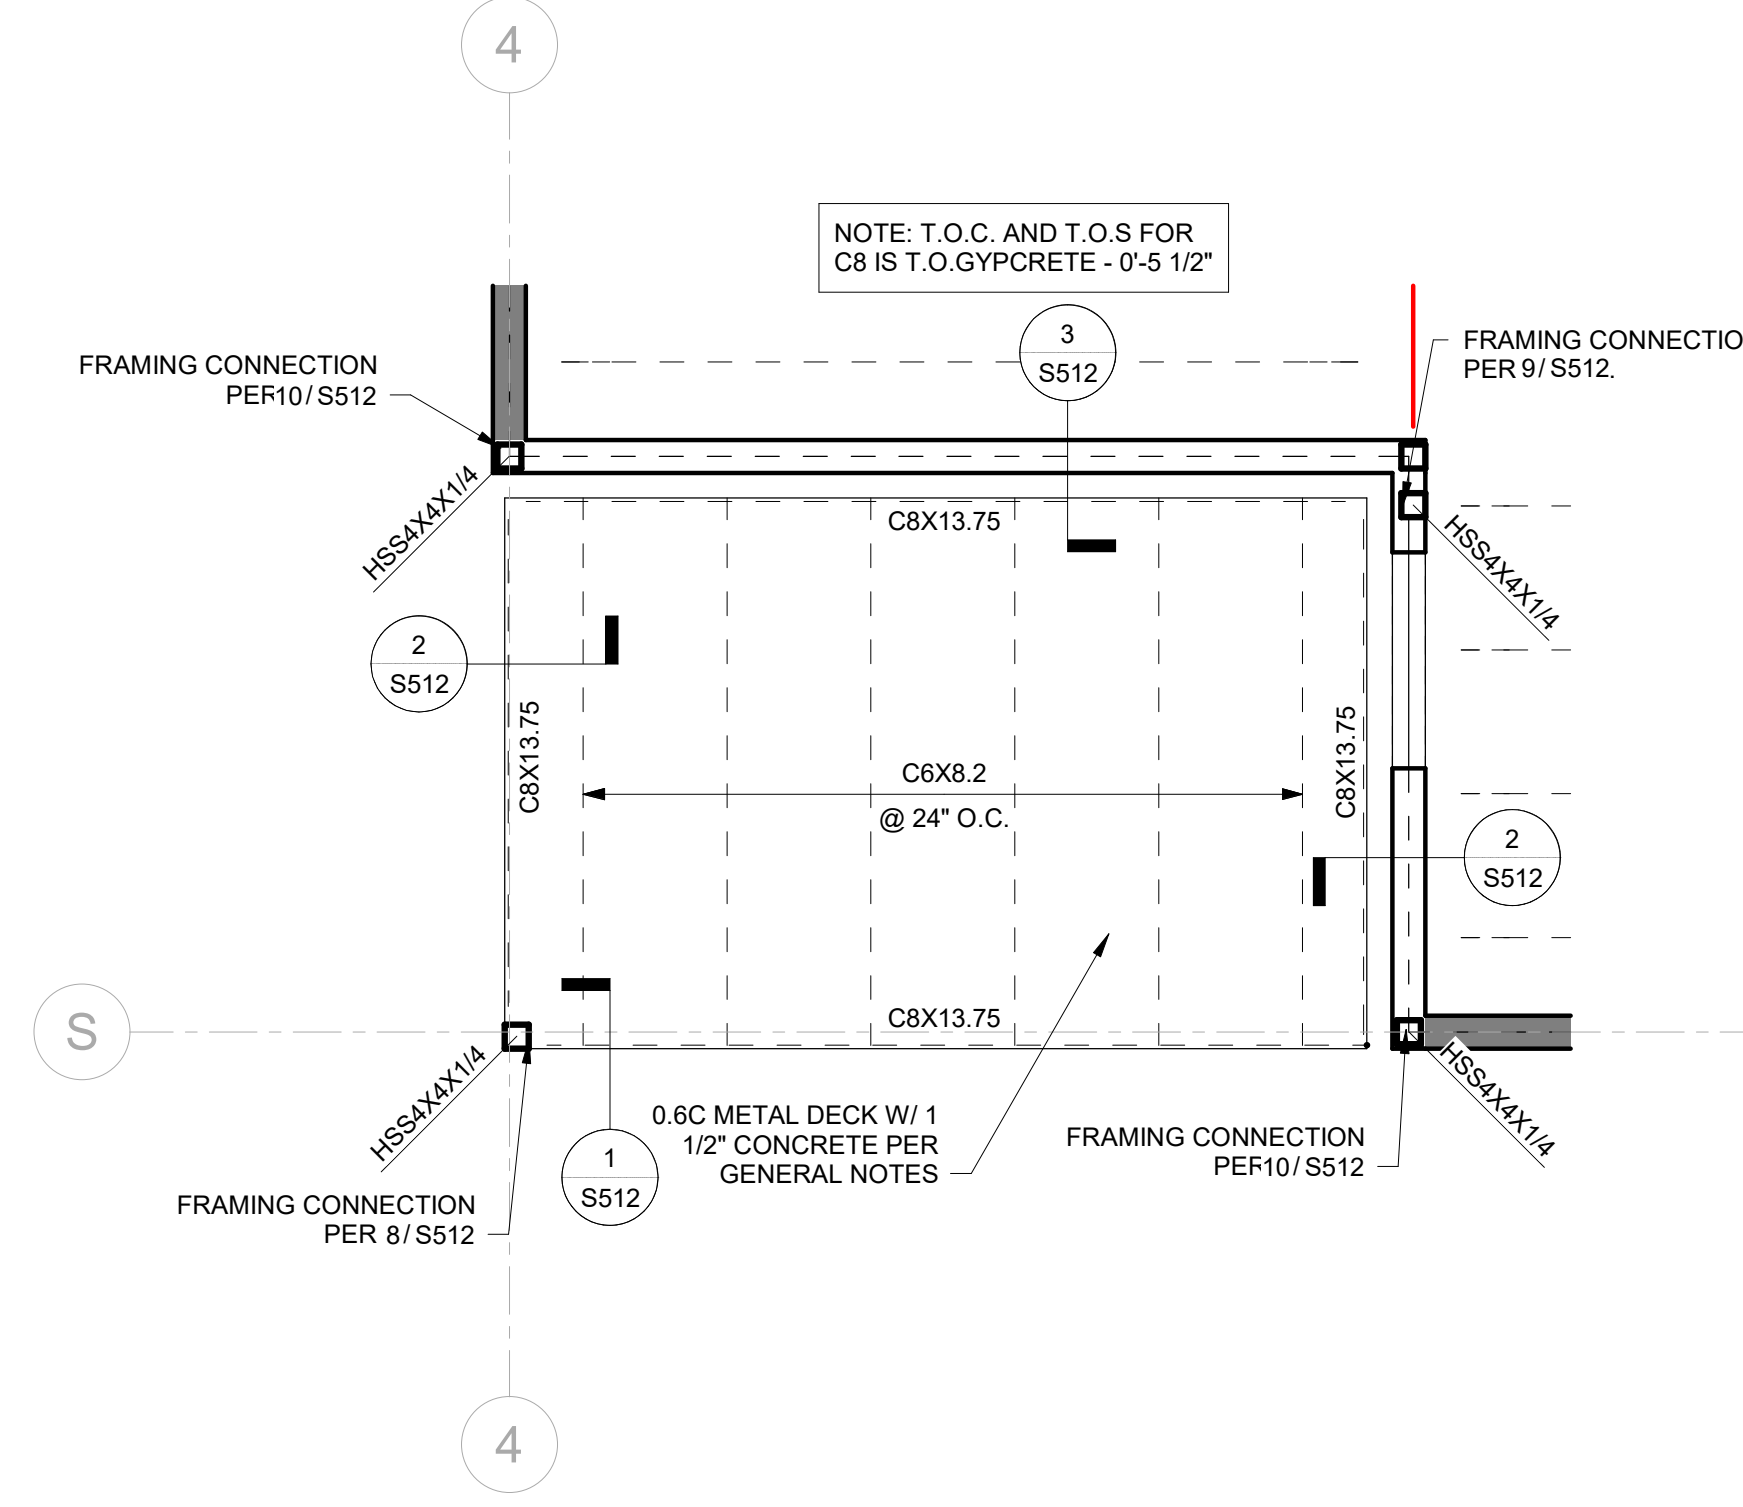 4
NOTE: T.O.C. AND T.O.S FOR
C8 IS T.O.GYPCRETE - 0'-5 1/2"
3
S512
FRAMING CONNECTIO
PER 9/ S512.
FRAMING CONNECTION
PER 10/ S512
HSS4X4X1/4
C8X13.75
HSS4X4X1/4
2
S512
C8X13.75
C8X13.75
C6X8.2
@ 24" O.C.
2
S512
S
C8X13.75
HSS4X4X1/4
HSS4X4X1/4
0.6C METAL DECK W/ 1
1/2" CONCRETE PER
GENERAL NOTES
FRAMING CONNECTION
PER 10/ S512
1
S512
FRAMING CONNECTION
PER 8/ S512
4